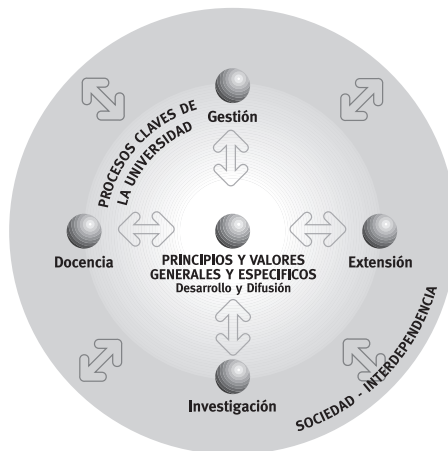 PROCESOS CLAVES DE
LA UNIVERSIDAD
Gestión
Docencia
PRINCIPIOS Y VALORES
GENERALES Y ESPECIFICOS
Desarrollo y Difusión
Extensión
Investigación
SOCIEDAD - INTERDEPENDENCIA